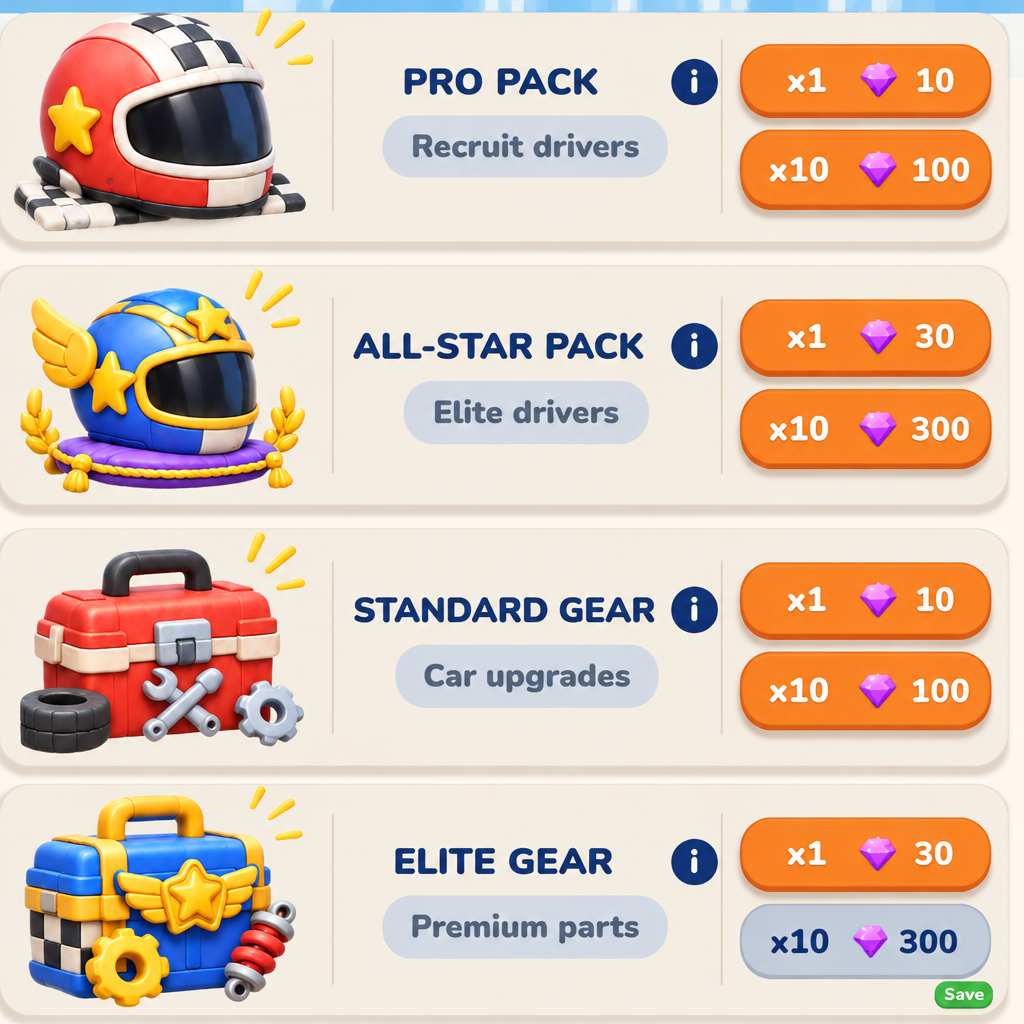 PRO PACK
i
Recruit drivers
x1 10
x10 100
ALL-STAR PACK
i
Elite drivers
x1 30
x10 300
STANDARD GEAR
i
Car upgrades
x1 10
x10 100
ELITE GEAR
i
Premium parts
x1 30
x10 300
Save